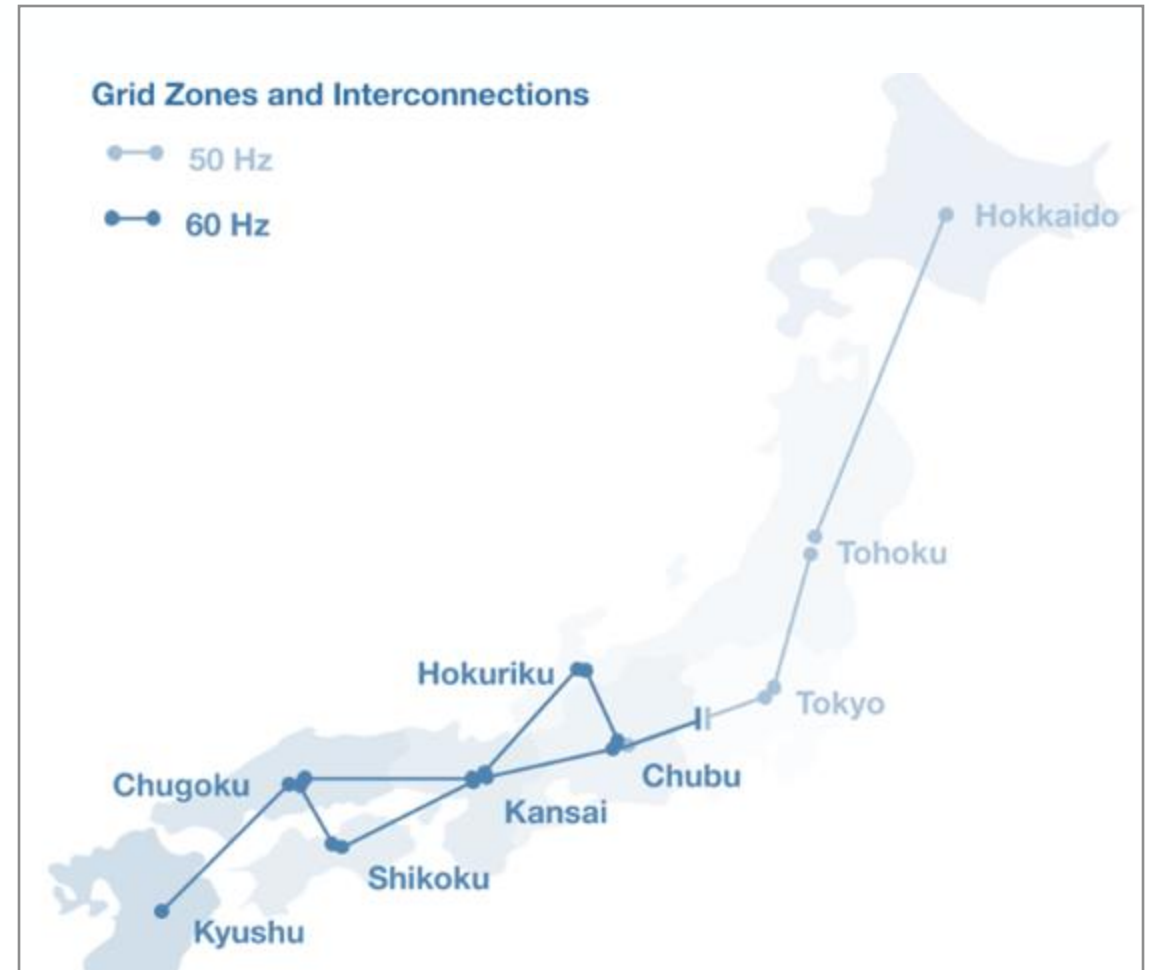 Grid Zones and Interconnections
50 Hz
60 Hz
Hokkaido
Tohoku
Hokuriku
Tokyo
Chubu
Chugoku
Kansai
Shikoku
Kyushu